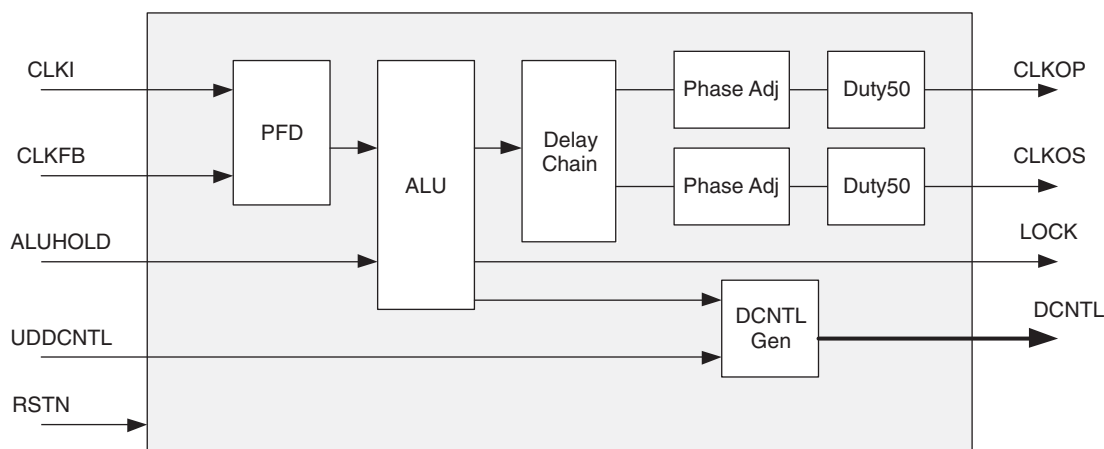 CLKI
CLKFB
ALUHOLD
UDDCNTL
RSTN
PFD
ALU
Delay
Chain
Phase Adj
Duty50
Phase Adj
Duty50
DCNTL
Gen
CLKOP
CLKOS
LOCK
DCNTL